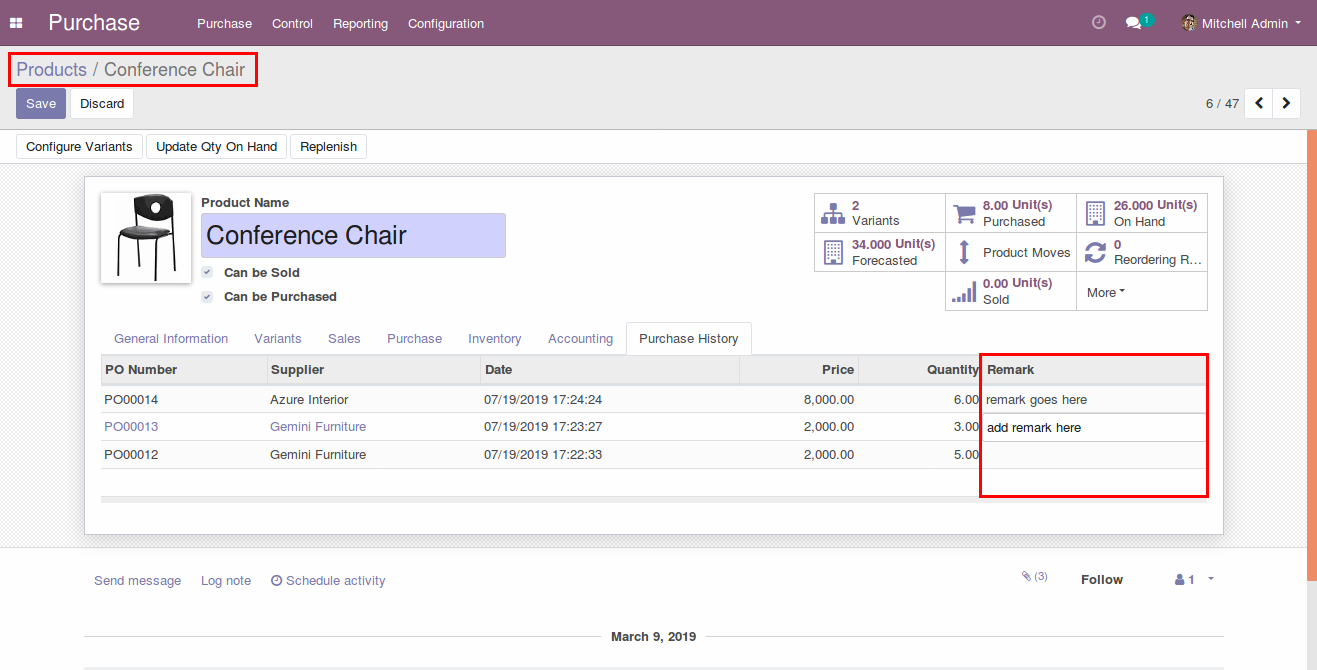 Purchase Purchase Control Reporting Configuration 1 Mitchell Admin
Products / Conference Chair
Save Discard 6 / 47
Configure Variants Update Qty On Hand Replenish
Product Name
Conference Chair
Can be Sold
Can be Purchased
2 Variants
8.00 Unit(s) Purchased
26.000 Unit(s) On Hand
34.000 Unit(s) Forecasted
Product Moves
0 Reordering R...
0.00 Unit(s) Sold
More
General Information Variants Sales Purchase Inventory Accounting Purchase History
PO Number Supplier Date Price Quantity Remark
PO00014 Azure Interior 07/19/2019 17:24:24 8,000.00 6.00 remark goes here
PO00013 Gemini Furniture 07/19/2019 17:23:27 2,000.00 3.00 add remark here
PO00012 Gemini Furniture 07/19/2019 17:22:33 2,000.00 5.00
Send message Log note Schedule activity (3) Follow 1
March 9, 2019